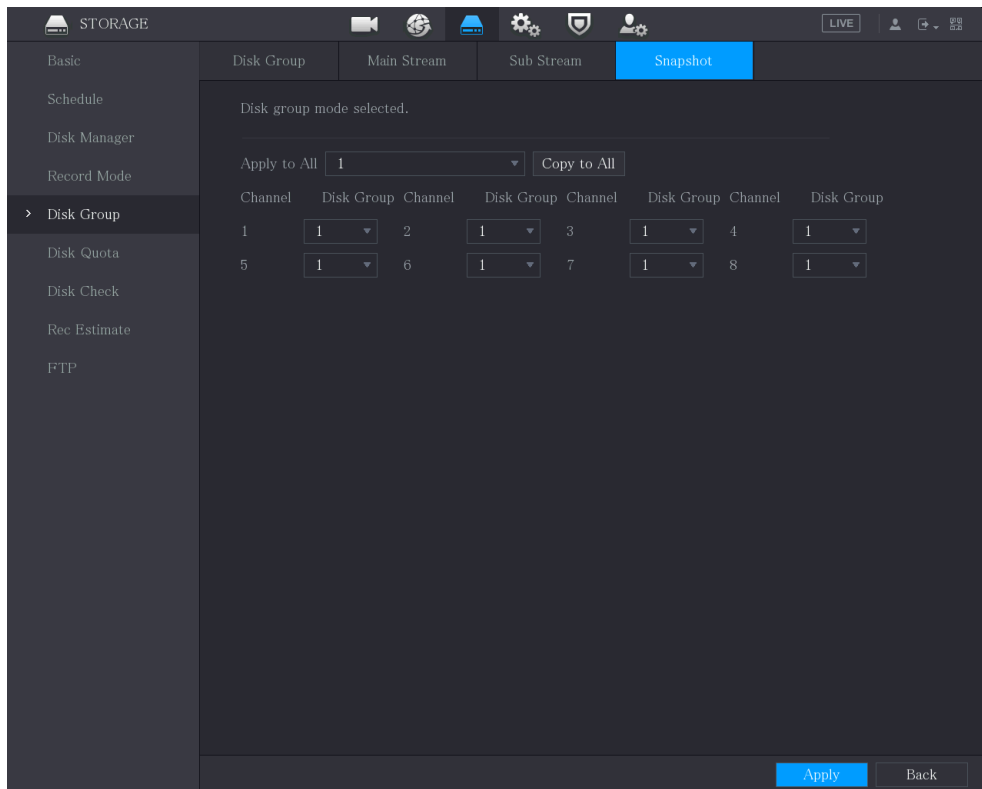 STORAGE LIVE
Basic
Schedule
Disk Manager
Record Mode
Disk Group
Disk Quota
Disk Check
Rec Estimate
FTP
Disk Group Main Stream Sub Stream Snapshot
Disk group mode selected.
Apply to All 1 Copy to All
Channel Disk Group Channel Disk Group Channel Disk Group Channel Disk Group
1 1 2 1 3 1 4 1
5 1 6 1 7 1 8 1
Apply Back